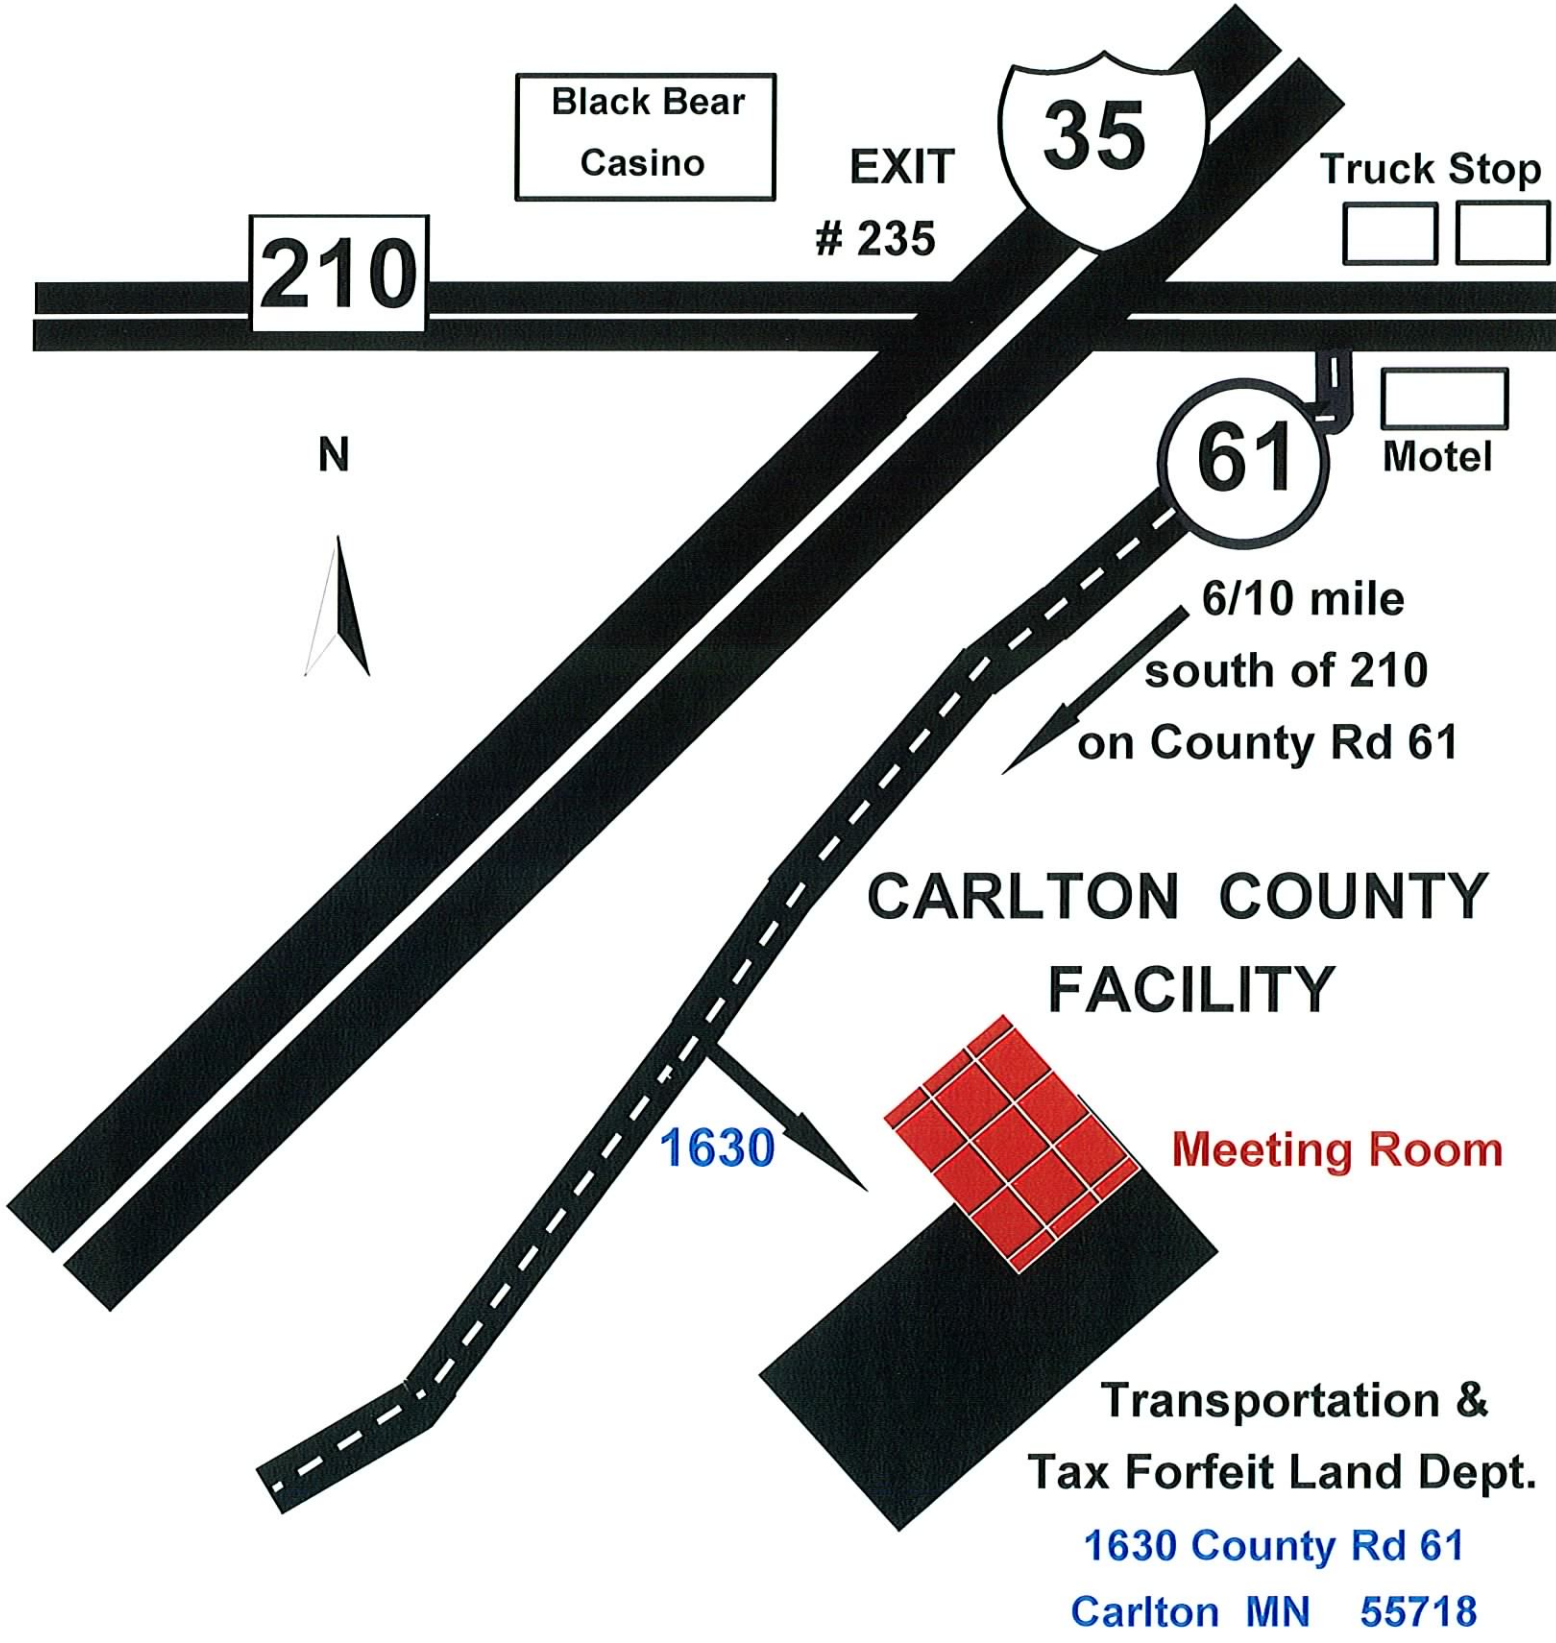 Black Bear
Casino
EXIT
# 235
35
Truck Stop
210
N
61
Motel
6/10 mile
south of 210
on County Rd 61
CARLTON COUNTY
FACILITY
1630
Meeting Room
Transportation &
Tax Forfeit Land Dept.
1630 County Rd 61
Carlton MN 55718